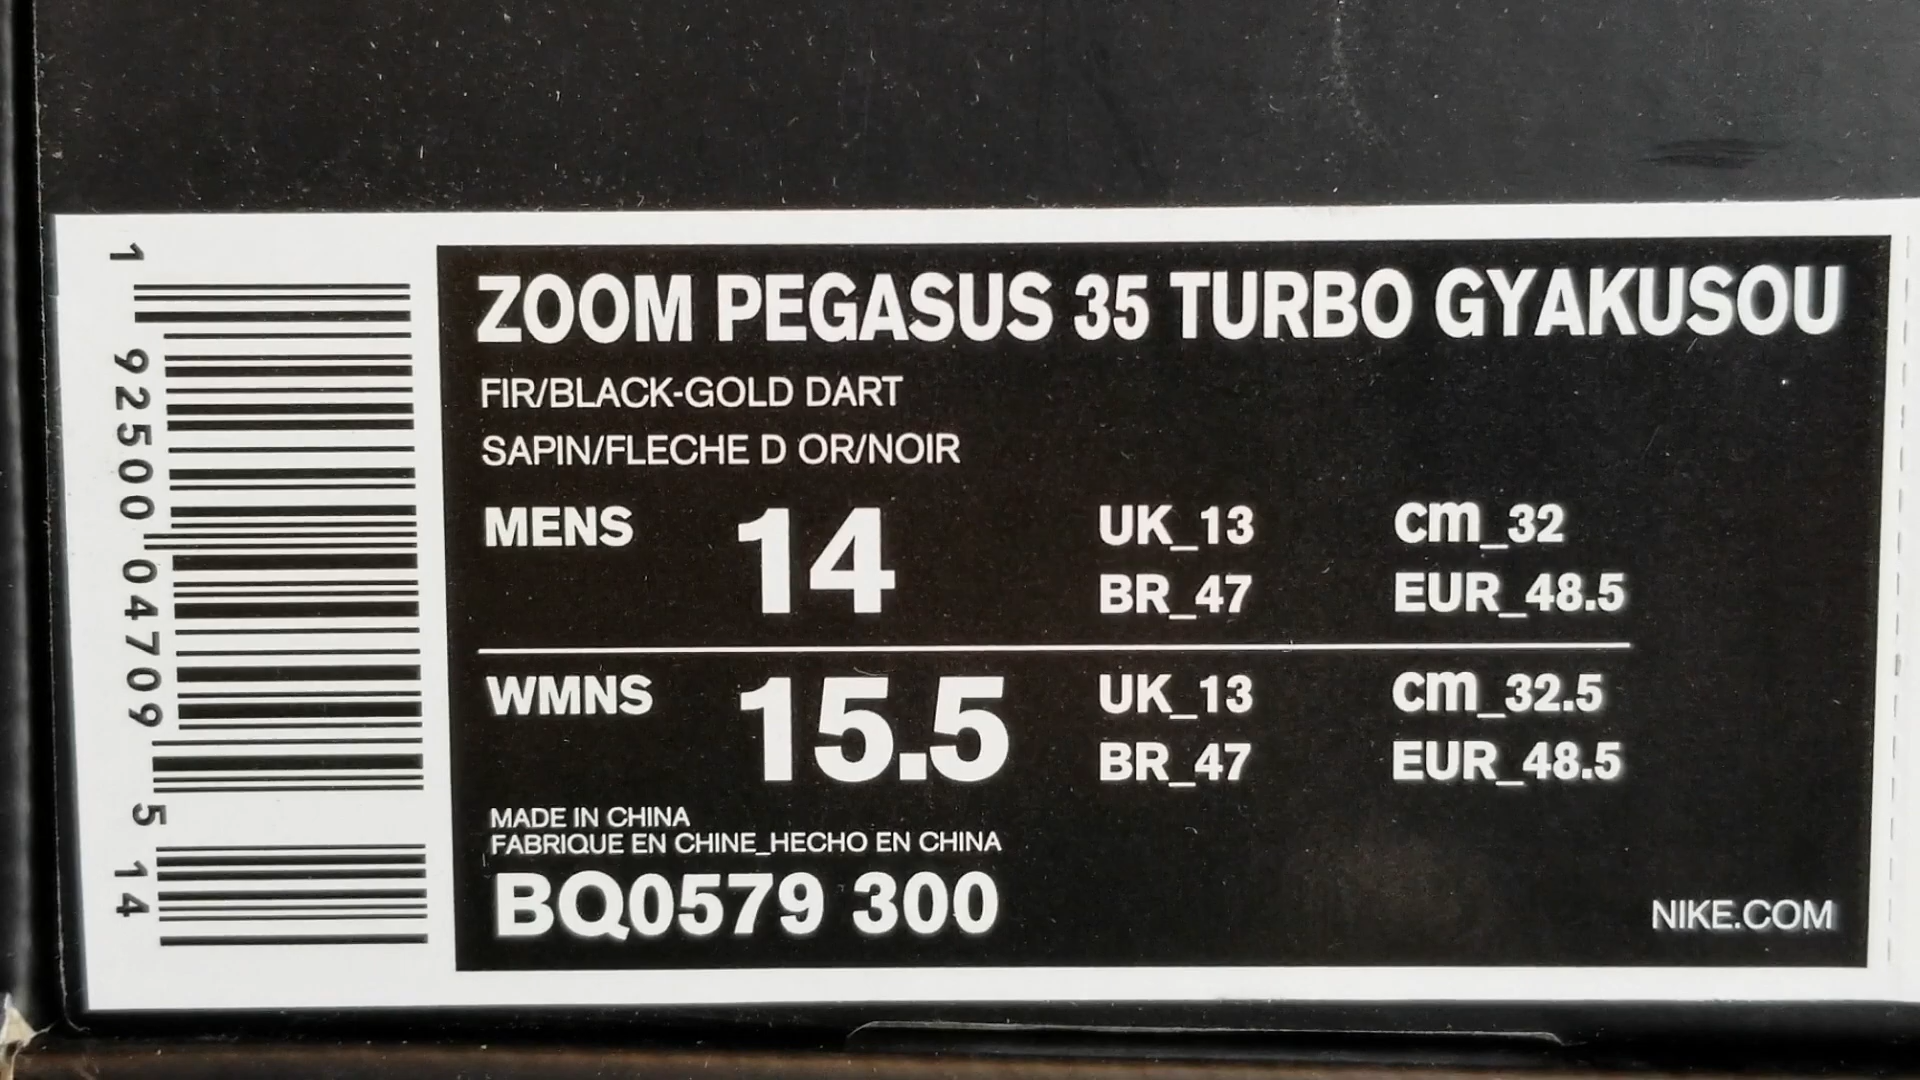 1 92500 04709 5 14
ZOOM PEGASUS 35 TURBO GYAKUSOU
FIR/BLACK-GOLD DART
SAPIN/FLECHE D OR/NOIR
MENS 14 UK_13 cm_32
BR_47 EUR_48.5
WMNS 15.5 UK_13 cm_32.5
BR_47 EUR_48.5
MADE IN CHINA
FABRIQUE EN CHINE_HECHO EN CHINA
BQ0579 300
NIKE.COM